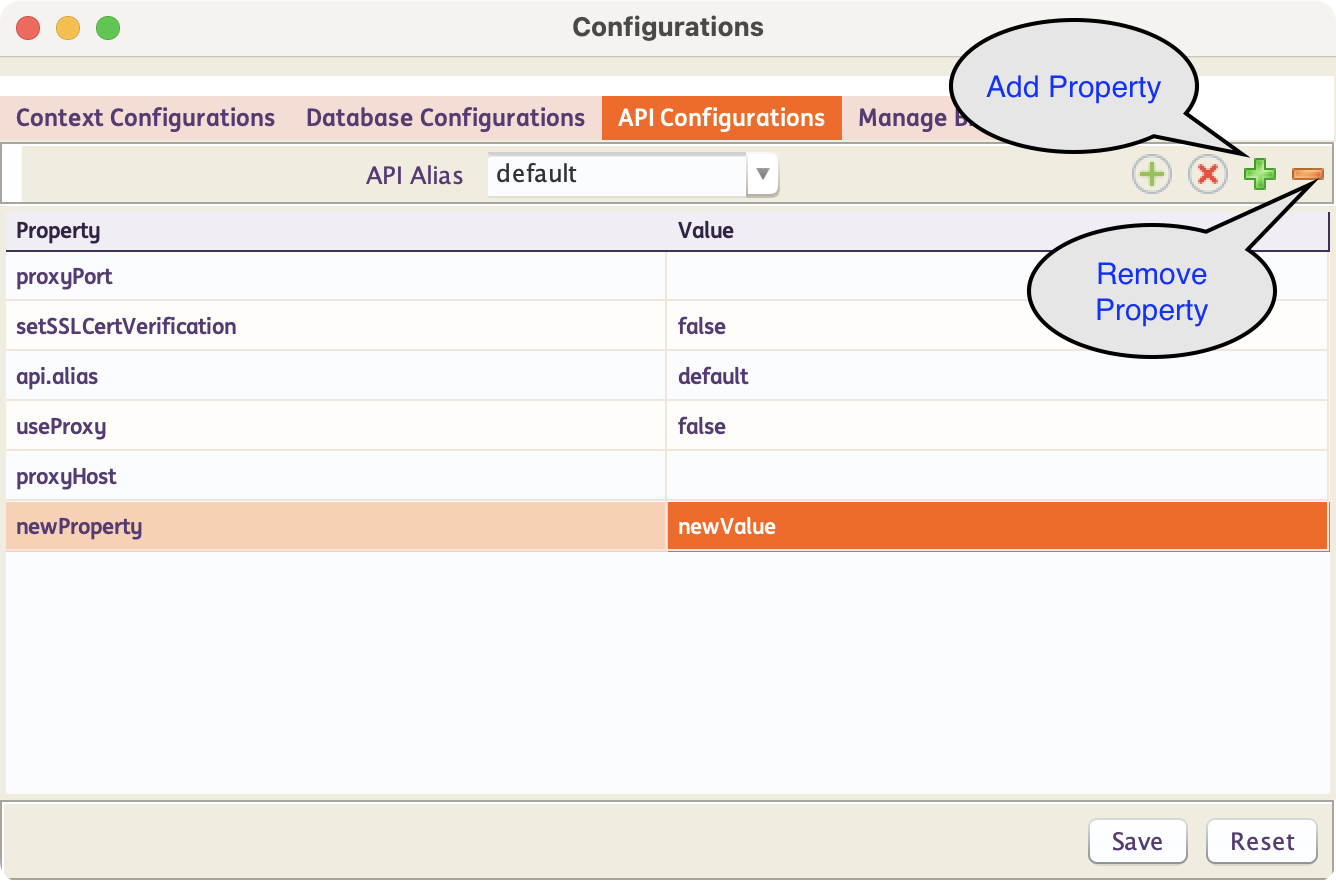 Configurations
Add Property
Context Configurations Database Configurations API Configurations Manage
API Alias default
Property Value
proxyPort
Remove
Property
setSSLCertVerification false
api.alias default
useProxy false
proxyHost
newProperty newValue
Save Reset